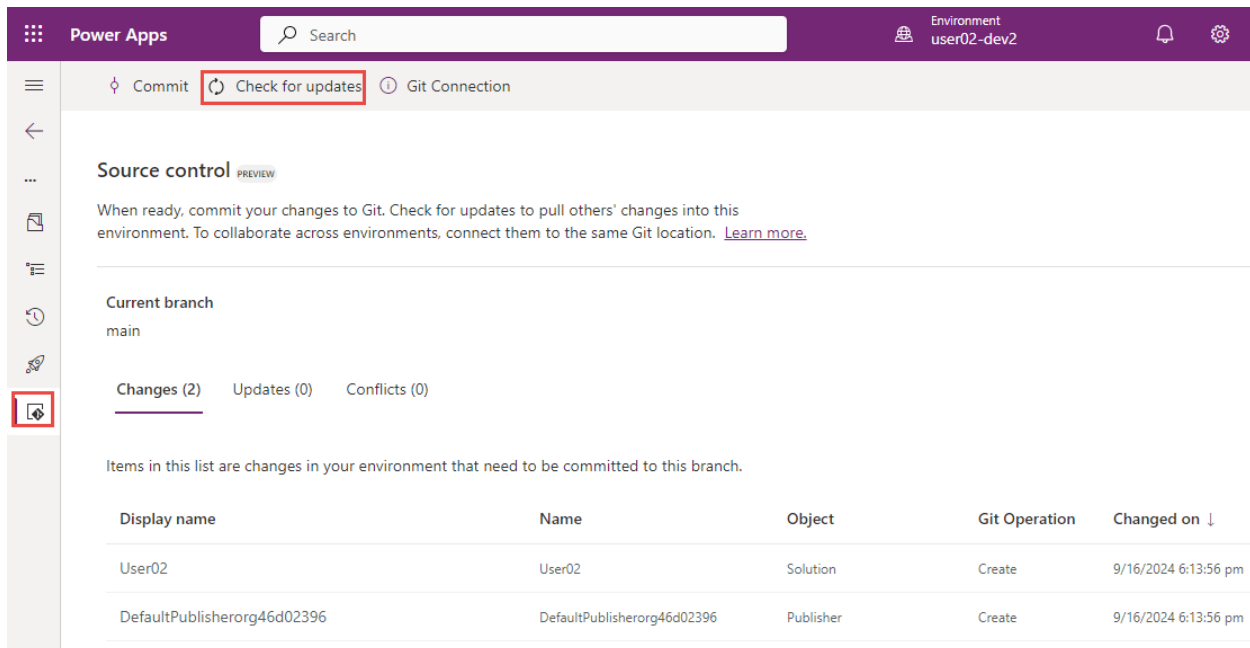 Power Apps
Search
Environment
user02-dev2
Commit
Check for updates
Git Connection
Source control PREVIEW
When ready, commit your changes to Git. Check for updates to pull others' changes into this
environment. To collaborate across environments, connect them to the same Git location. Learn more.
Current branch
main
Changes (2) Updates (0) Conflicts (0)
Items in this list are changes in your environment that need to be committed to this branch.
Display name Name Object Git Operation Changed on ↓
User02 User02 Solution Create 9/16/2024 6:13:56 pm
DefaultPublisherorg46d02396 DefaultPublisherorg46d02396 Publisher Create 9/16/2024 6:13:56 pm